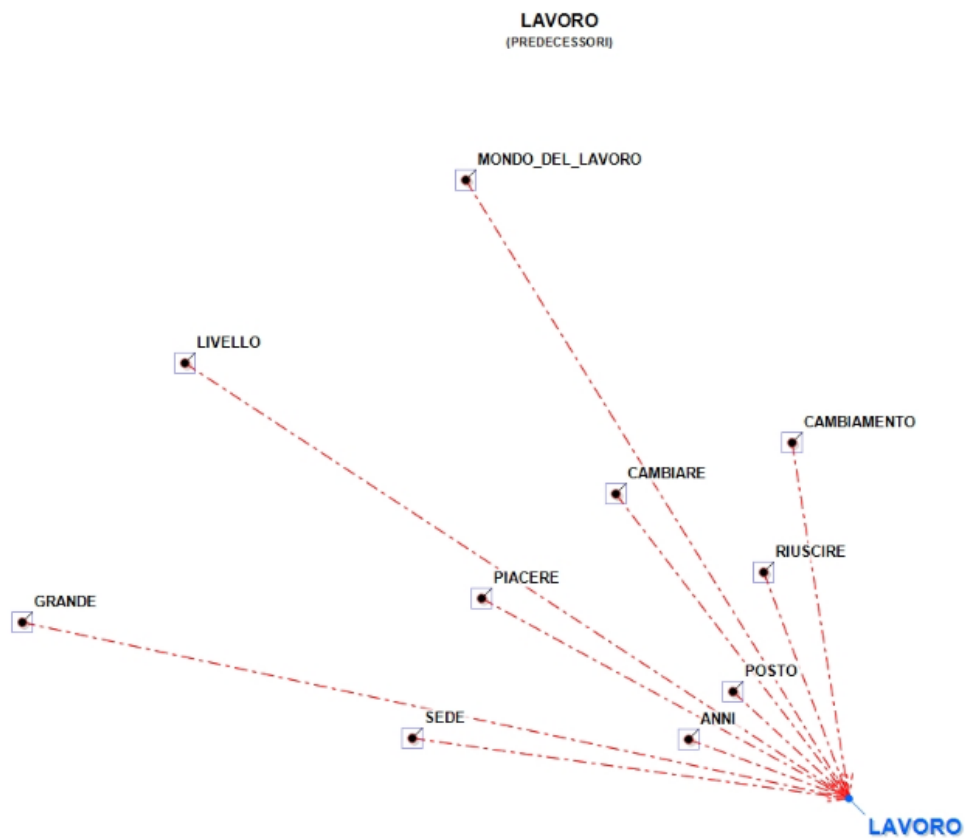 LAVORO
(PREDECESSORI)
MONDO_DEL_LAVORO
LIVELLO
CAMBIAMENTO
CAMBIARE
RIUSCIRE
PIACERE
GRANDE
POSTO
SEDE
ANNI
LAVORO